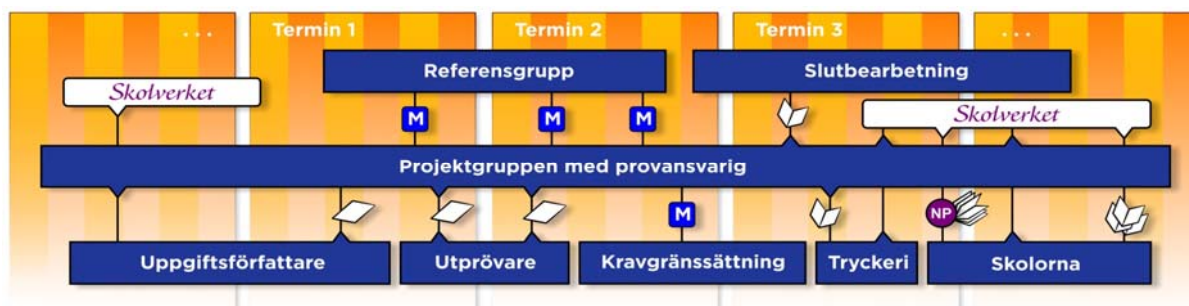 . . .
Termin 1
Termin 2
Termin 3
. . .
Referensgrupp
Slutbearbetning
Skolverket
M
M
M
Skolverket
Projektgruppen med provansvarig
M
NP
Uppgiftsförfattare
Utprövare
Kravgränssättning
Tryckeri
Skolorna